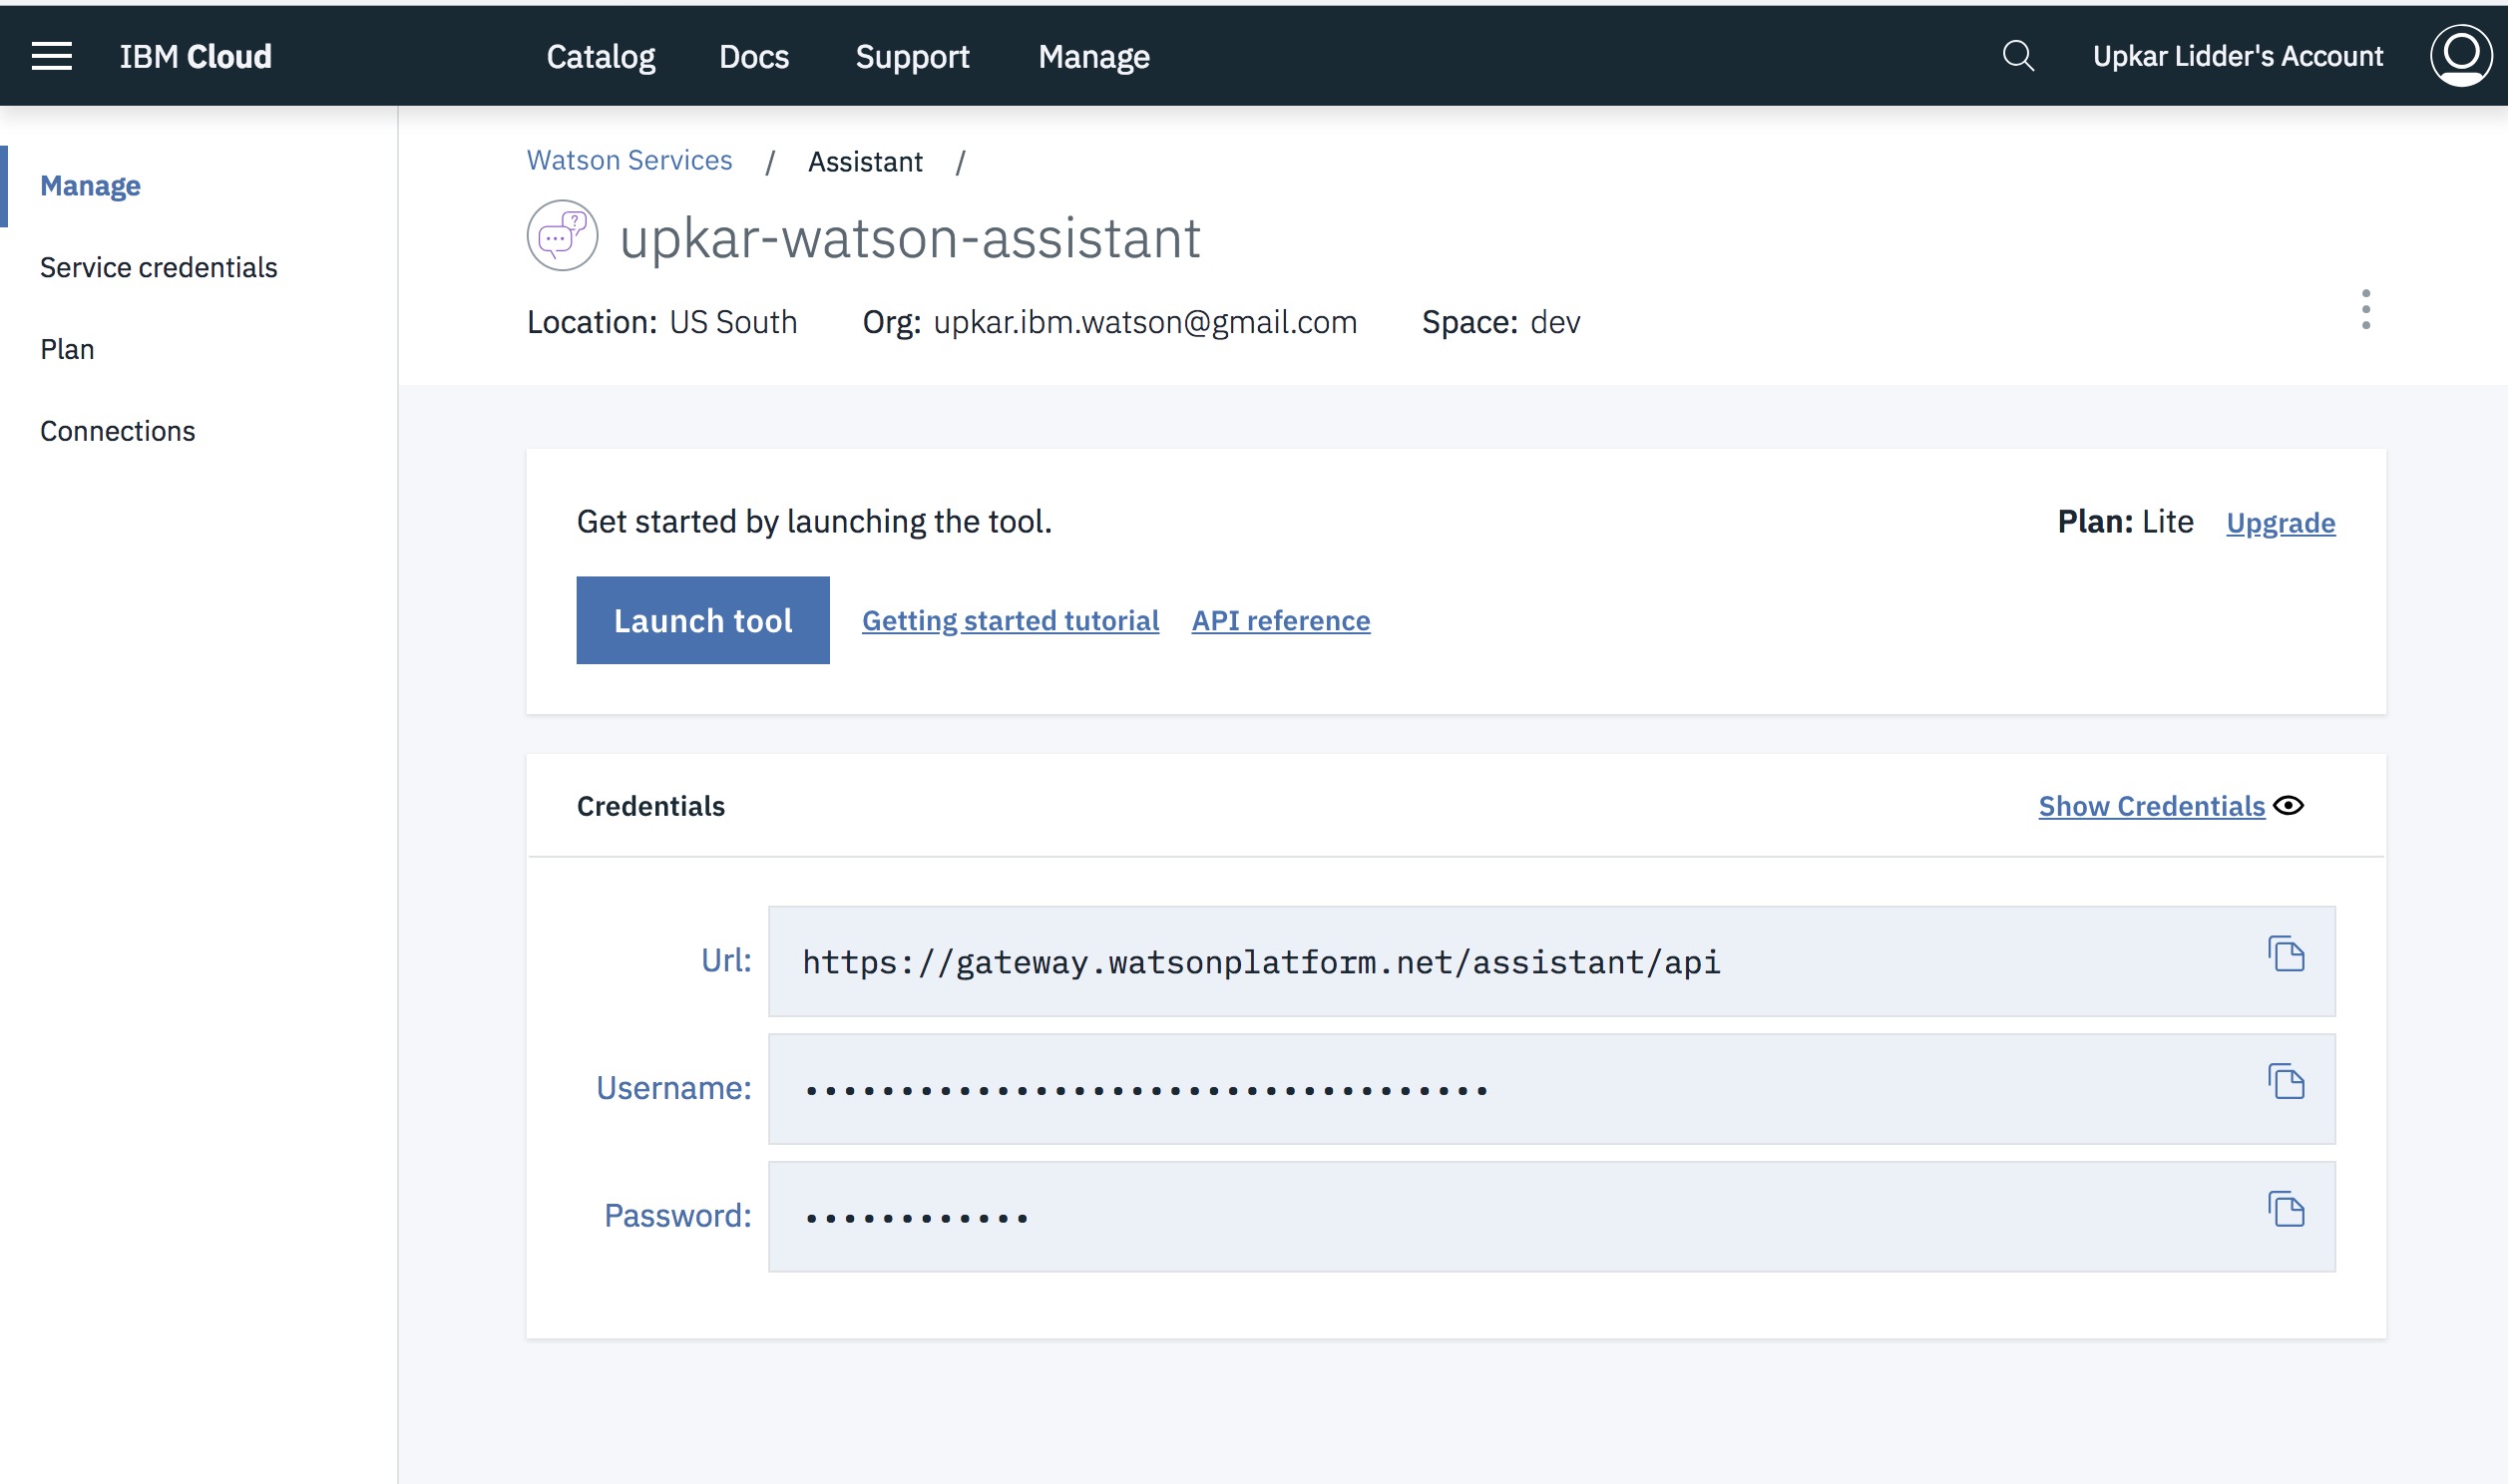 IBM Cloud Catalog Docs Support Manage Upkar Lidder's Account
Manage
Service credentials
Plan
Connections
Watson Services / Assistant /
upkar-watson-assistant
Location: US South Org: upkar.ibm.watson@gmail.com Space: dev
Get started by launching the tool. Plan: Lite Upgrade
Launch tool Getting started tutorial API reference
Credentials Show Credentials
Url: https://gateway.watsonplatform.net/assistant/api
Username: ••••••••••••••••••••••••••••••••••••
Password: ••••••••••••